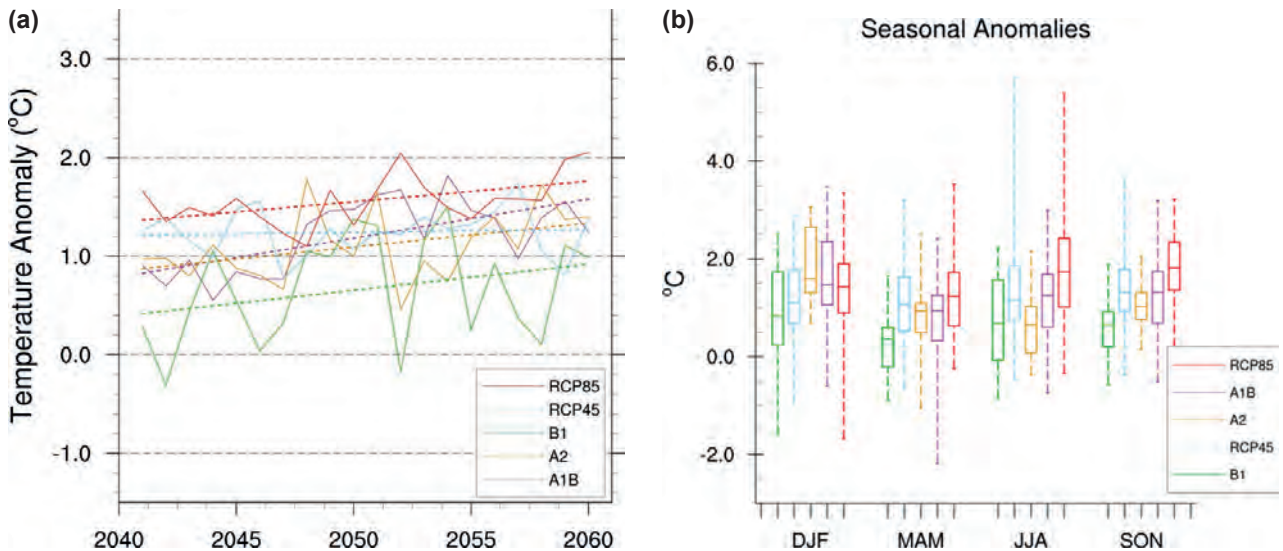 (a)
Temperature Anomaly (ºC)
3.0
2.0
1.0
0.0
-1.0
2040
2045
2050
2055
2060
RCP85
RCP45
B1
A2
A1B
(b)
Seasonal Anomalies
ºC
6.0
4.0
2.0
0.0
-2.0
DJF
MAM
JJA
SON
RCP85
A1B
A2
RCP45
B1